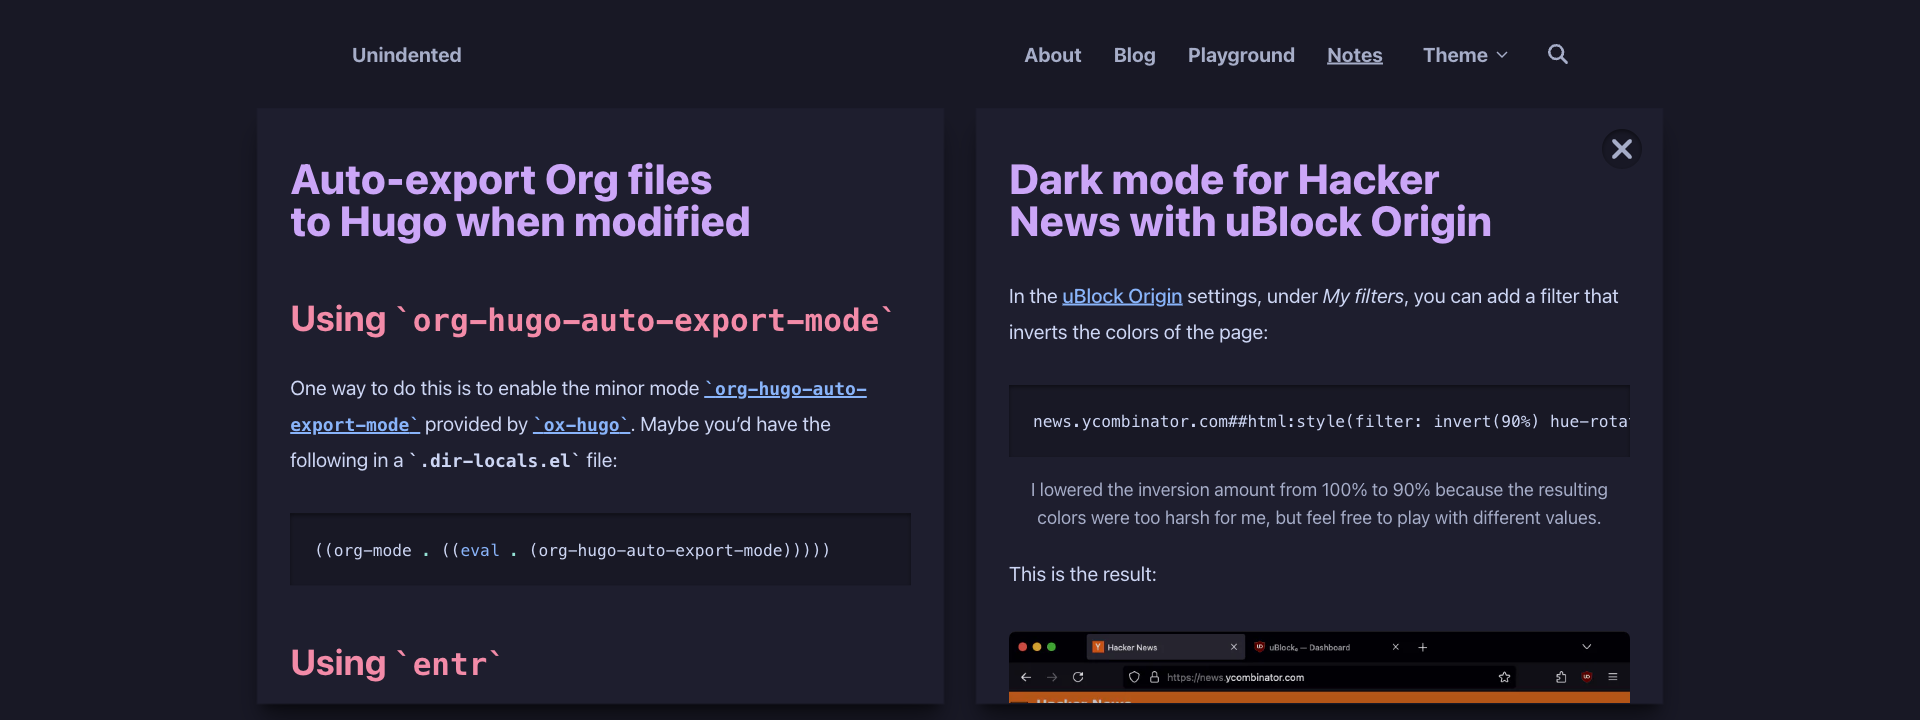 Unindented
About Blog Playground Notes Theme
Auto-export Org files
to Hugo when modified
Using `org-hugo-auto-export-mode`
One way to do this is to enable the minor mode `org-hugo-auto-
export-mode` provided by `ox-hugo`. Maybe you’d have the
following in a `.dir-locals.el` file:
((org-mode . ((eval . (org-hugo-auto-export-mode)))))
Using `entr`
Dark mode for Hacker
News with uBlock Origin
In the uBlock Origin settings, under My filters, you can add a filter that
inverts the colors of the page:
news.ycombinator.com##html:style(filter: invert(90%) hue-rota
I lowered the inversion amount from 100% to 90% because the resulting
colors were too harsh for me, but feel free to play with different values.
This is the result:
Hacker News
uBlock₀ — Dashboard
https://news.ycombinator.com
Hacker News